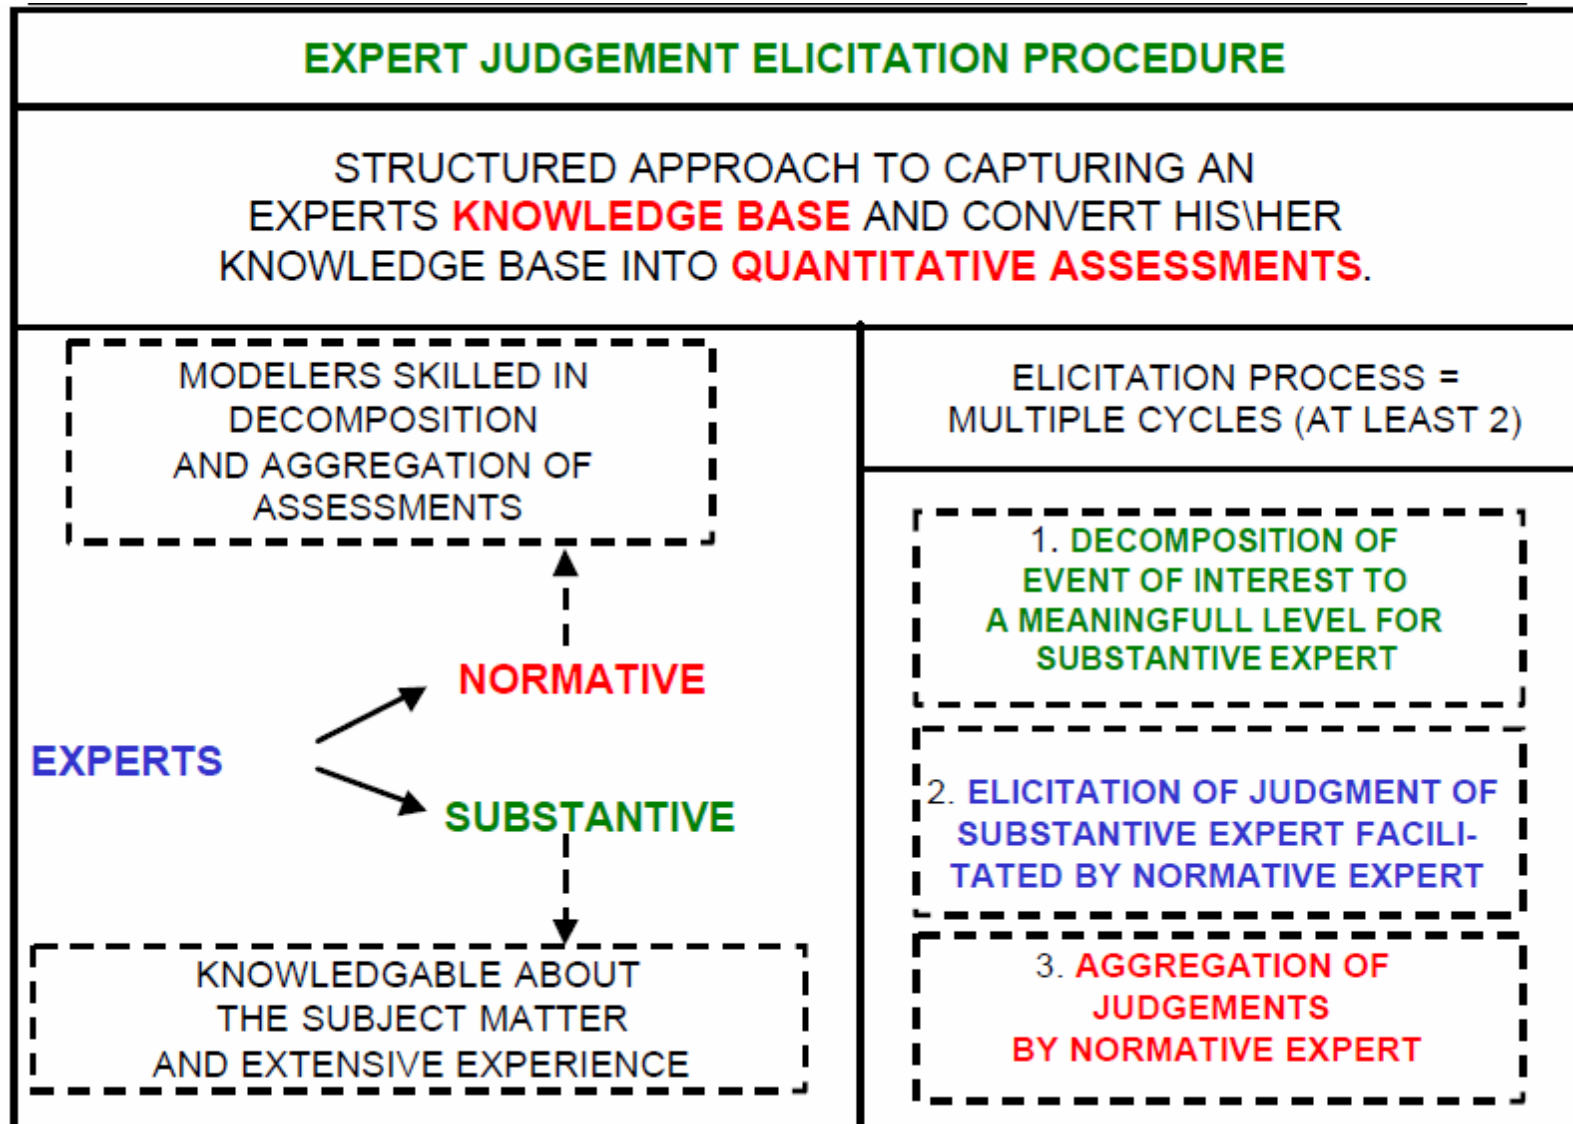 EXPERT JUDGEMENT ELICITATION PROCEDURE
STRUCTURED APPROACH TO CAPTURING AN
EXPERTS KNOWLEDGE BASE AND CONVERT HIS\HER
KNOWLEDGE BASE INTO QUANTITATIVE ASSESSMENTS.
MODELERS SKILLED IN
DECOMPOSITION
AND AGGREGATION OF
ASSESSMENTS
NORMATIVE
EXPERTS
SUBSTANTIVE
KNOWLEDGABLE ABOUT
THE SUBJECT MATTER
AND EXTENSIVE EXPERIENCE
ELICITATION PROCESS =
MULTIPLE CYCLES (AT LEAST 2)
1. DECOMPOSITION OF
EVENT OF INTEREST TO
A MEANINGFULL LEVEL FOR
SUBSTANTIVE EXPERT
2. ELICITATION OF JUDGMENT OF
SUBSTANTIVE EXPERT FACILI-
TATED BY NORMATIVE EXPERT
3. AGGREGATION OF
JUDGEMENTS
BY NORMATIVE EXPERT